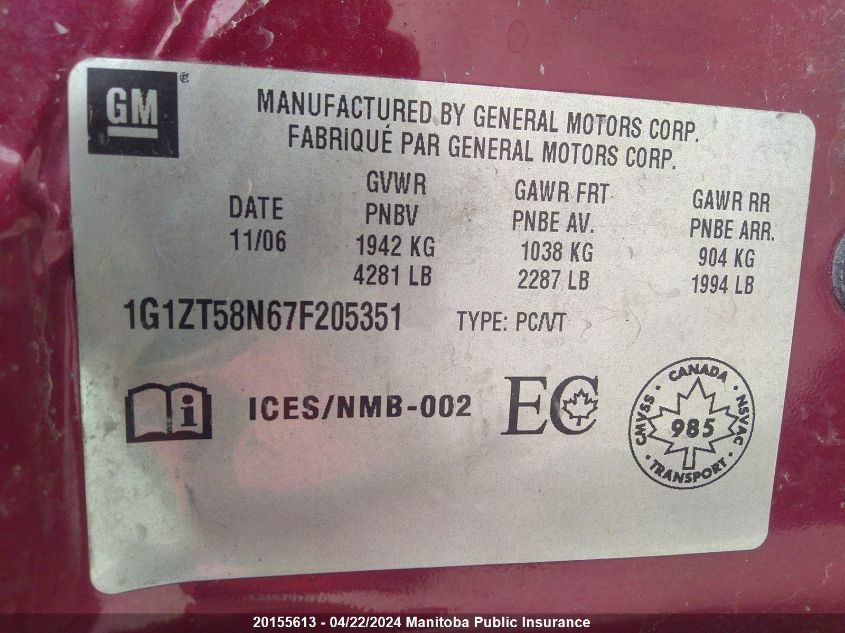 GM
MANUFACTURED BY GENERAL MOTORS CORP.
FABRIQUÉ PAR GENERAL MOTORS CORP.
DATE GVWR GAWR FRT GAWR RR
PNBV PNBE AV. PNBE ARR.
11/06 1942 KG 1038 KG 904 KG
4281 LB 2287 LB 1994 LB
1G1ZT58N67F205351 TYPE: PC/VT
i ICES/NMB-002 EC
CANADA
CMVSS 985 NSVAC
TRANSPORT
20155613 - 04/22/2024 Manitoba Public Insurance